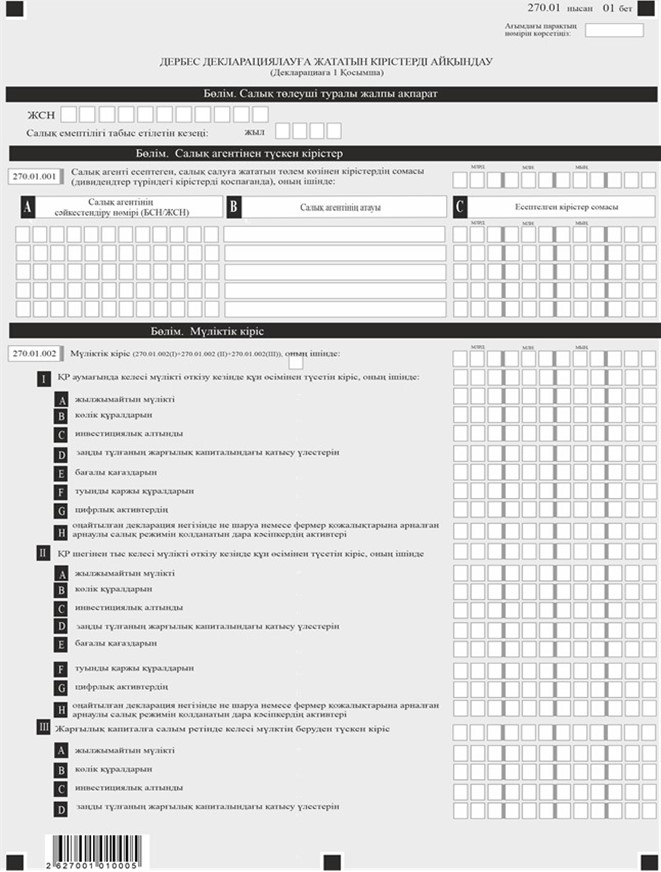 270.01 нысан 01 бет
Ағымдағы парақтың
нөмірін көрсетіңіз:
ДЕРБЕС ДЕКЛАРАЦИЯЛАУҒА ЖАТАТЫН КІРІСТЕРДІ АЙҚЫНДАУ
(Декларацияға 1 Қосымша)
Бөлім. Салық төлеуші туралы жалпы ақпарат
ЖСН
Салық емептілігі табыс етілетін кезеңі: жыл
Бөлім. Салық агентінен түскен кірістер
270.01.001
Салық агенті есептеген, салық салуға жататын төлем көзінен кірістердің сомасы
(дивидендтер түріндегі кірістерді қоспағанда), оның ішінде:
МЛРД. МЛН. МЫҢ.
A Салық агентінің
сәйкестендіру нөмірі (БСН/ЖСН)
B Салық агентінің атауы
C Есептелген кірістер сомасы
МЛРД. МЛН. МЫҢ.
Бөлім. Мүліктік кіріс
270.01.002 Мүліктік кіріс (270.01.002(I)+270.01.002 (II)+270.01.002(III)), оның ішінде:
МЛРД. МЛН. МЫҢ.
I ҚР аумағында келесі мүлікті өткізу кезінде құн өсімінен түсетін кіріс, оның ішінде:
A жылжымайтын мүлікті
B көлік құралдарын
C инвестициялық алтынды
D заңды тұлғаның жарғылық капиталындағы қатысу үлестерін
E бағалы қағаздарын
F туынды қаржы құралдарын
G цифрлық активтердің
H оңайтылған декларация негізінде не шаруа немесе фермер қожалықтарына арналған
арнаулы салық режимін қолданатын дара кәсіпкердің активтері
II ҚР шегінен тыс келесі мүлікті өткізу кезінде құн өсімінен түсетін кіріс, оның ішінде
A жылжымайтын мүлікті
B көлік құралдарын
C инвестициялық алтынды
D заңды тұлғаның жарғылық капиталындағы қатысу үлестерін
E бағалы қағаздарын
F туынды қаржы құралдарын
G цифрлық активтердің
H оңайтылған декларация негізінде не шаруа немесе фермер қожалықтарына арналған
арнаулы салық режимін қолданатын дара кәсіпкердің активтері
III Жарғылық капиталға салым ретінде келесі мүлктің беруден түскен кіріс
A жылжымайтын мүлікті
B көлік құралдарын
C инвестициялық алтынды
D заңды тұлғаның жарғылық капиталындағы қатысу үлестерін
2 627001 010005